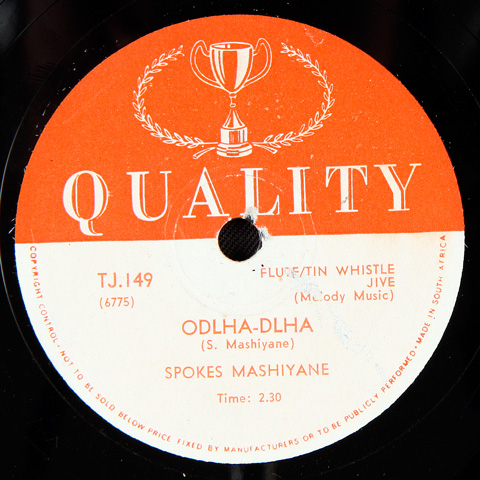 QUALITY
TJ.149
(6775)
FLUTE/TIN WHISTLE
JIVE
(Melody Music)
ODLHA-DLHA
(S. Mashiyane)
SPOKES MASHIYANE
Time: 2.30
COPYRIGHT CONTROL · NOT TO BE SOLD BELOW PRICE FIXED BY MANUFACTURERS OR TO BE PUBLICLY PERFORMED · MADE IN SOUTH AFRICA